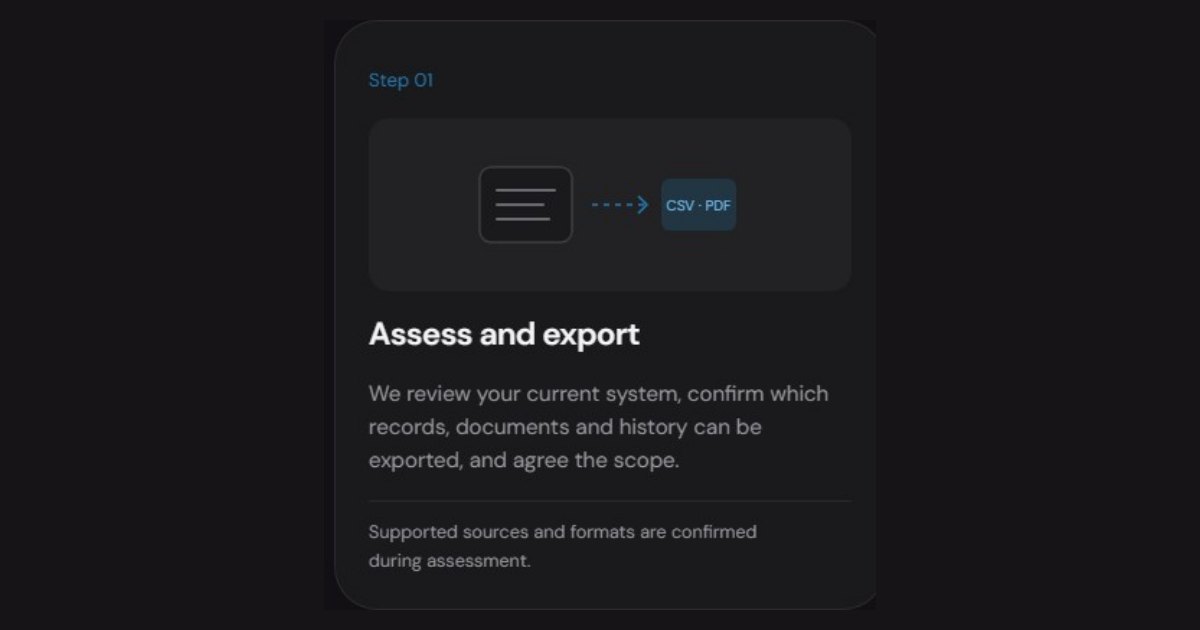 Step 01
CSV · PDF
Assess and export
We review your current system, confirm which
records, documents and history can be
exported, and agree the scope.
Supported sources and formats are confirmed
during assessment.